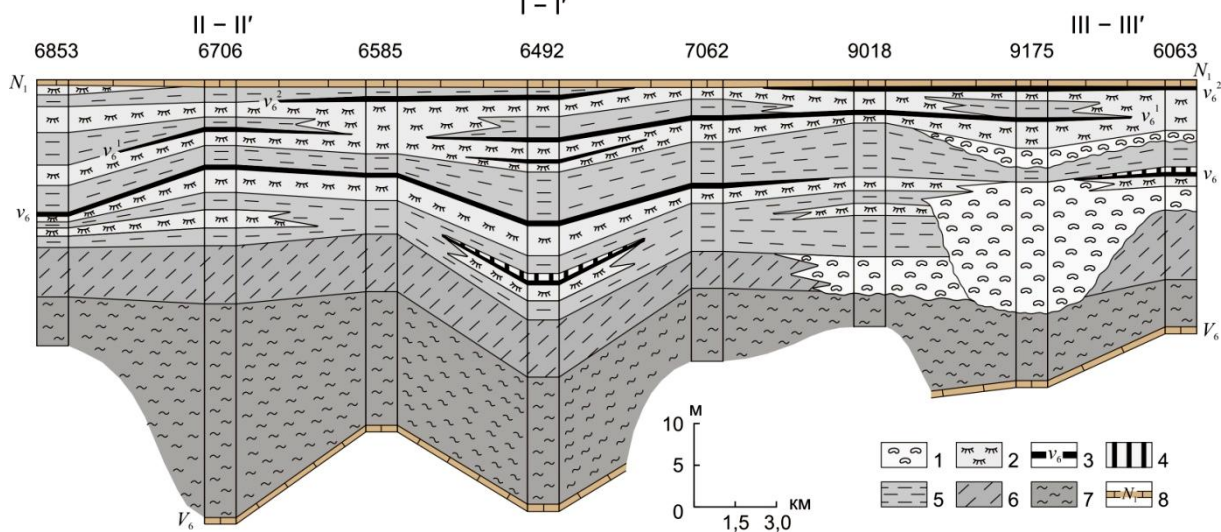 I – I′
II – II′
III – III′
6853 6706 6585 6492 7062 9018 9175 6063
N₁ N₁
v₆² v₆²
v₆¹ v₆¹
v₆ v₆
V₆ V₆
10 м
5
0
1,5 3,0 км
1 2 v₆ 3 4
5 6 7 N₁ 8